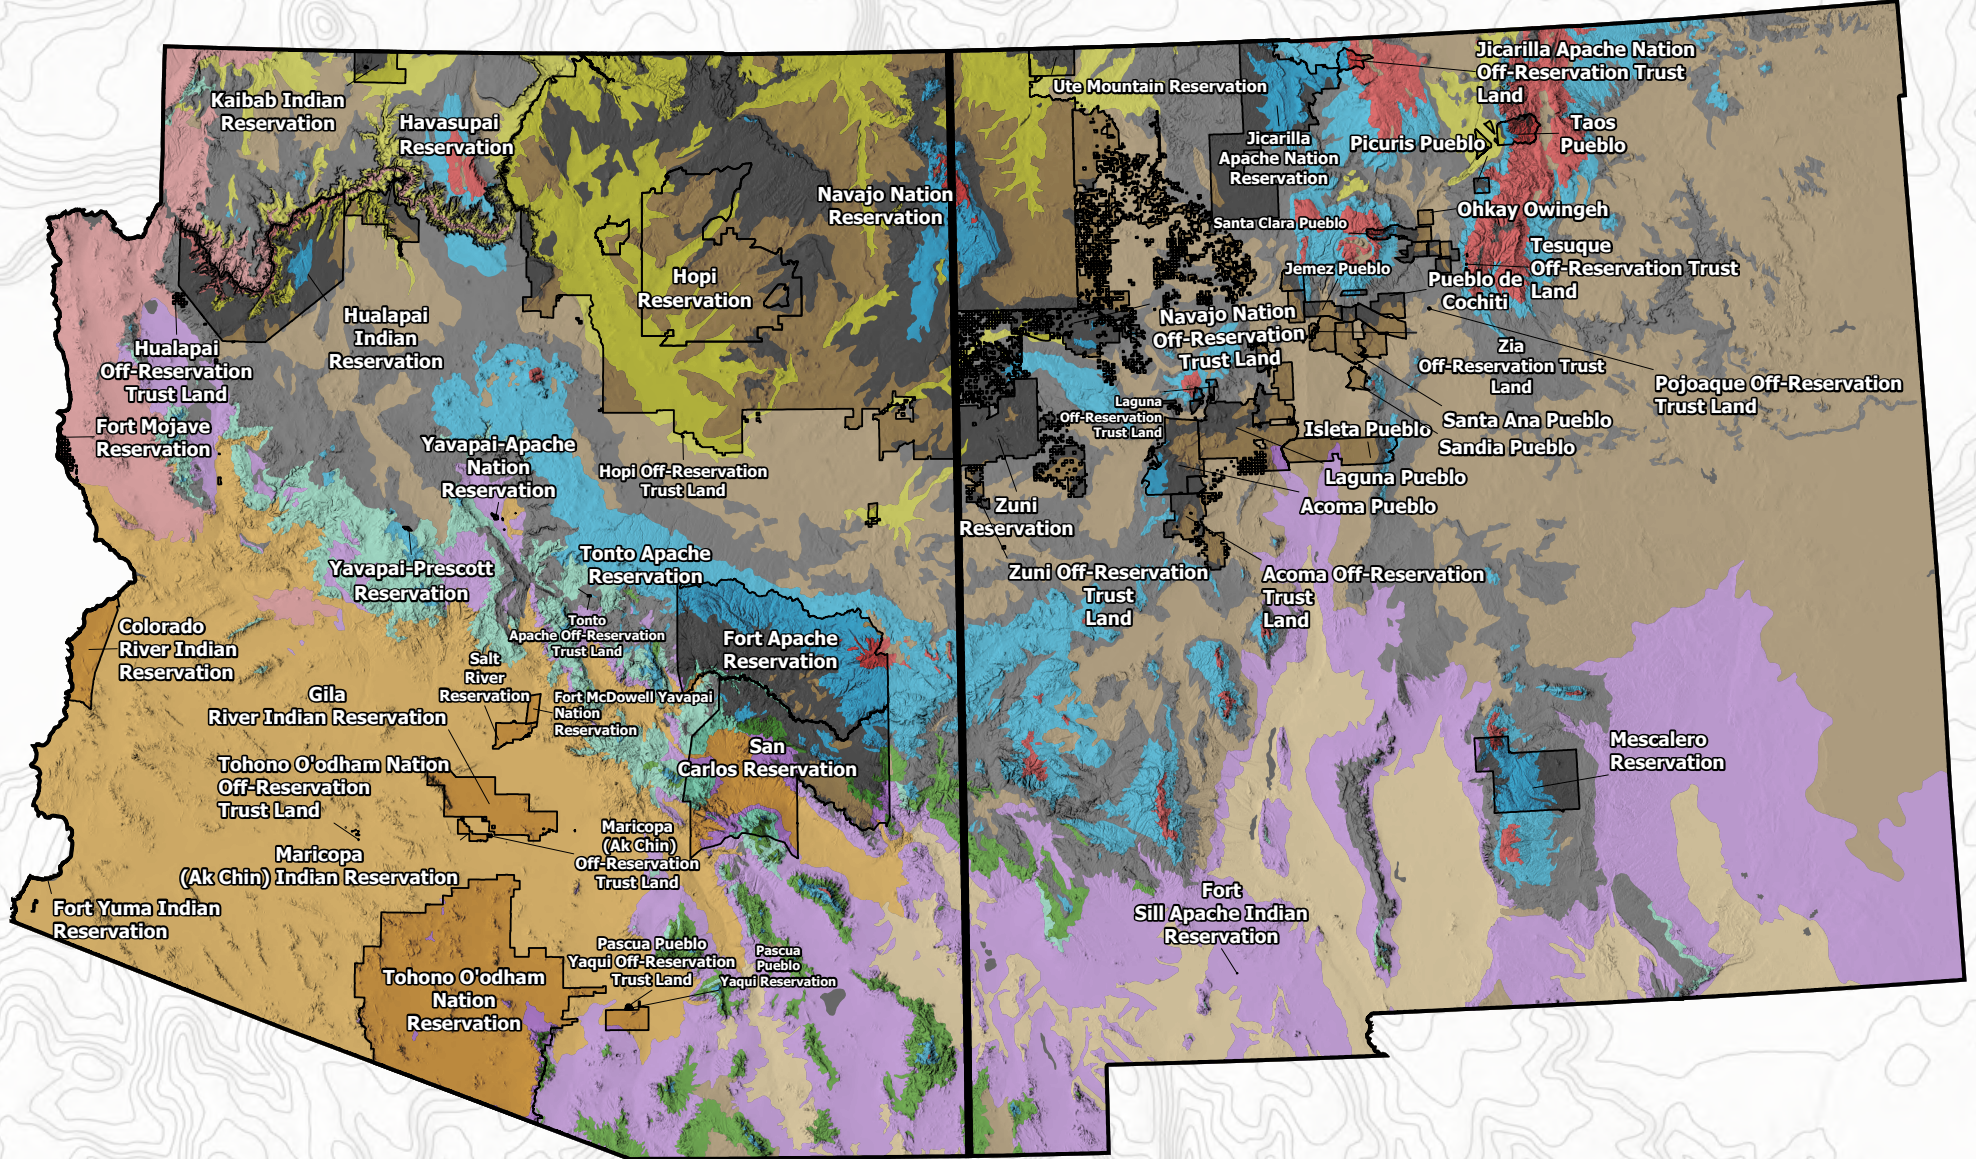 Kaibab Indian
Reservation
Havasupai
Reservation
Navajo Nation
Reservation
Hopi
Reservation
Hualapai
Indian
Reservation
Hualapai
Off-Reservation
Trust Land
Fort Mojave
Reservation
Yavapai-Apache
Nation
Reservation
Hopi Off-Reservation
Trust Land
Yavapai-Prescott
Reservation
Tonto Apache
Reservation
Tonto
Apache Off-Reservation
Trust Land
Fort Apache
Reservation
Colorado
River Indian
Reservation
Salt
River
Reservation
Fort McDowell Yavapai
Nation
Reservation
Gila
River Indian Reservation
San
Carlos Reservation
Tohono O'odham Nation
Off-Reservation
Trust Land
Maricopa
(Ak Chin)
Off-Reservation
Trust Land
Maricopa
(Ak Chin) Indian Reservation
Fort Yuma Indian
Reservation
Tohono O'odham
Nation
Reservation
Pascua Pueblo
Yaqui Off-Reservation
Trust Land
Pascua
Pueblo
Yaqui Reservation
Ute Mountain Reservation
Jicarilla Apache Nation
Off-Reservation Trust
Land
Jicarilla
Apache Nation
Reservation
Picuris Pueblo
Taos
Pueblo
Santa Clara Pueblo
Ohkay Owingeh
Tesuque
Off-Reservation Trust
Land
Jemez Pueblo
Pueblo de
Cochiti
Navajo Nation
Off-Reservation
Trust Land
Zia
Off-Reservation Trust
Land
Pojoaque Off-Reservation
Trust Land
Laguna
Off-Reservation
Trust Land
Santa Ana Pueblo
Isleta Pueblo
Sandia Pueblo
Laguna Pueblo
Acoma Pueblo
Zuni
Reservation
Zuni Off-Reservation
Trust
Land
Acoma Off-Reservation
Trust
Land
Mescalero
Reservation
Fort
Sill Apache Indian
Reservation